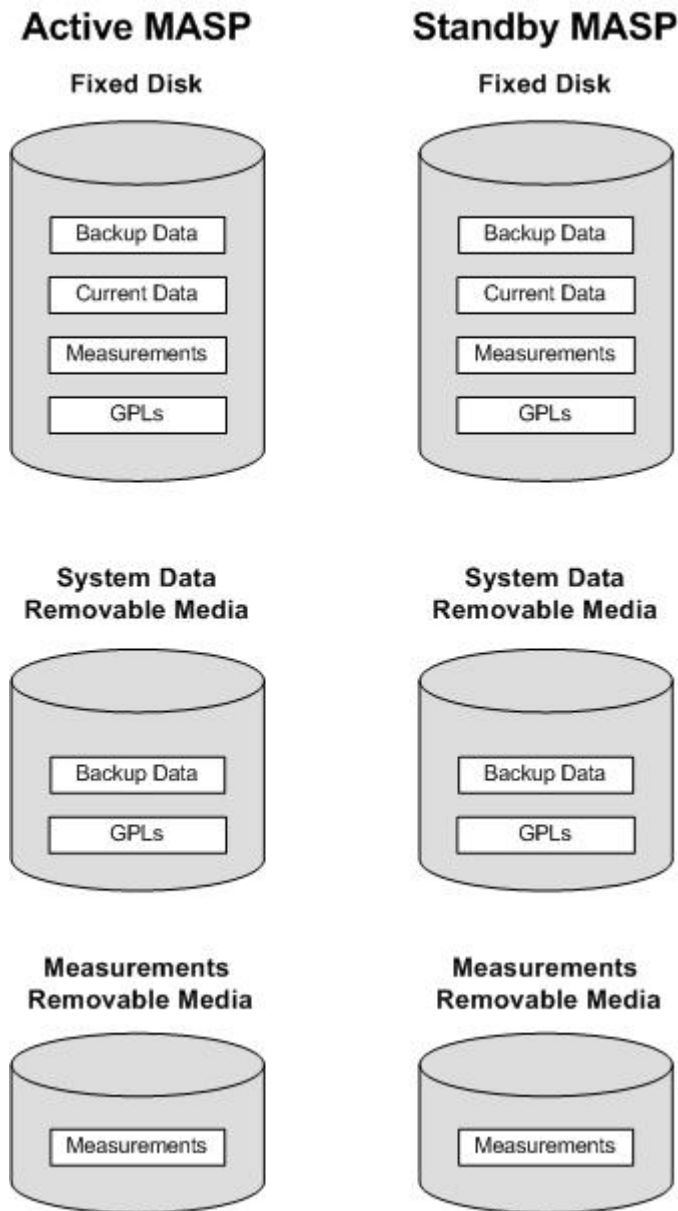 Active MASP
Standby MASP
Fixed Disk
Fixed Disk
Backup Data
Backup Data
Current Data
Current Data
Measurements
Measurements
GPLs
GPLs
System Data
Removable Media
System Data
Removable Media
Backup Data
Backup Data
GPLs
GPLs
Measurements
Removable Media
Measurements
Removable Media
Measurements
Measurements